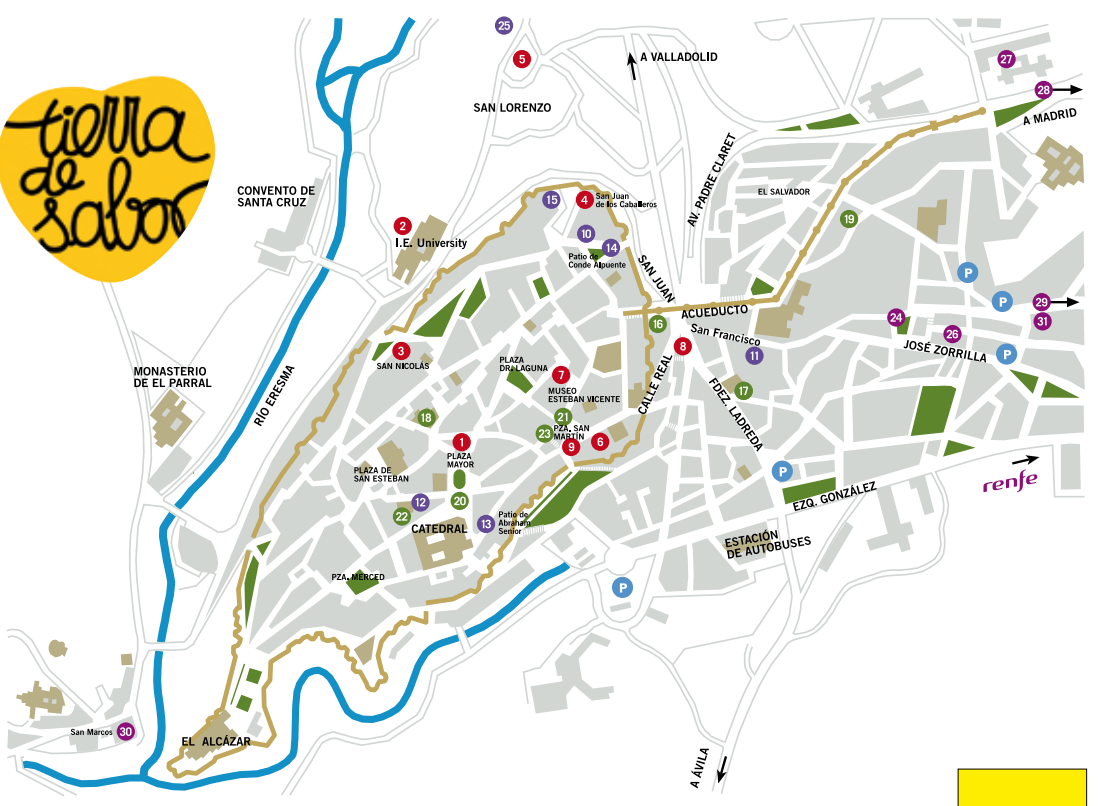 25
5
A VALLADOLID
27
28
tierra
de
sabor
SAN LORENZO
A MADRID
AV. PADRE CLARET
CONVENTO DE
SANTA CRUZ
EL SALVADOR
15
4
San Juan
de los Caballeros
2
I.E. University
10
14
19
Patio de
Conde Alpuente
SAN JUAN
P
P
29
31
ACUEDUCTO
16
San Francisco
24
26
JOSÉ ZORRILLA
P
3
SAN NICOLÁS
8
11
PLAZA
DR. LAGUNA
7
MUSEO
ESTEBAN VICENTE
CALLE REAL
FDEZ. LADREDA
17
MONASTERIO
DE EL PARRAL
RÍO ERESMA
18
21
23
PZA. SAN
MARTÍN
9
6
1
PLAZA
MAYOR
PLAZA DE
SAN ESTEBAN
P
renfe
EZQ. GONZÁLEZ
12
20
22
CATEDRAL
13
Patio de
Abraham
Senior
ESTACIÓN
DE AUTOBUSES
PZA. MERCED
P
San Marcos
30
EL ALCÁZAR
A ÁVILA